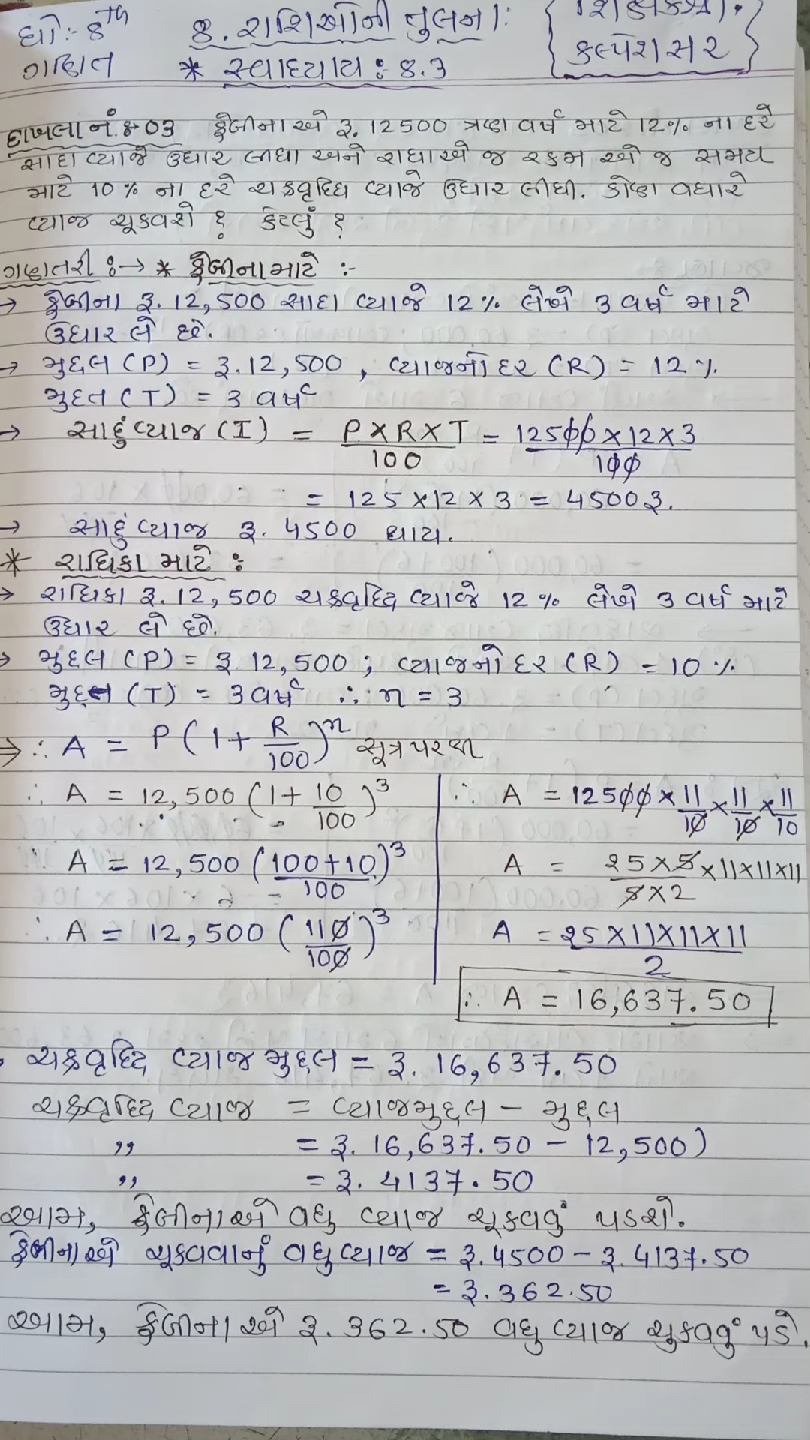 ધો:- 8th
ગણિત
8. રાશિઓની તુલના:
* સ્વાધ્યાય : 8.3
કલ્પેશ સર
દાખલા નં. 8 03 ફેબીનાએ રૂ. 12500 ત્રણ વર્ષ માટે 12% ના દરે
સાદા વ્યાજે ઉધાર લીધા અને રાધાએ જ રકમ એ જ સમય
માટે 10% ના દરે ચક્રવૃધ્ધિ વ્યાજે ઉધાર લીધી. કોણ વધારે
વ્યાજ ચૂકવશે? કેટલું?
ગણતરી :→ * ફેબીના માટે :-
→ ફેબીના રૂ. 12,500 સાદા વ્યાજે 12% લેખે 3 વર્ષ માટે
ઉધાર લે છે.
→ મુદ્દલ (P) = રૂ. 12,500, વ્યાજનો દર (R) = 12%
મુદત (T) = 3 વર્ષ
→ સાદું વ્યાજ (I) = P×R×T/100 = 12500×12×3/100
= 125×12×3 = 4500રૂ.
→ સાદું વ્યાજ રૂ. 4500 થાય.
* રાધિકા માટે :
→ રાધિકા રૂ. 12,500 ચક્રવૃધ્ધિ વ્યાજે 12% લેખે 3 વર્ષ માટે
ઉધાર લે છે.
→ મુદ્દલ (P) = રૂ. 12,500; વ્યાજનો દર (R) = 10%
મુદ્દત (T) = 3 વર્ષ ∴ n = 3
⇒ ∴ A = P(1 + R/100)^n સૂત્ર પરથી
∴ A = 12,500 (1 + 10/100)^3
∴ A = 12,500 (100+10/100)^3
∴ A = 12,500 (110/100)^3
∴ A = 12500 × 11/10 × 11/10 × 11/10
A = 25×5×11×11×11/5×2
A = 25×11×11×11/2
∴ A = 16,637.50
ચક્રવૃધ્ધિ વ્યાજમુદ્દલ = રૂ. 16,637.50
ચક્રવૃધ્ધિ વ્યાજ = વ્યાજમુદ્દલ - મુદ્દલ
,, = રૂ. 16,637.50 - 12,500)
,, = રૂ. 4137.50
આમ, ફેબીનાએ વધુ વ્યાજ ચૂકવવું પડશે.
ફેબીનાએ ચૂકવવાનું વધુ વ્યાજ = રૂ. 4500 - રૂ. 4137.50
= રૂ. 362.50
આમ, ફેબીનાએ રૂ. 362.50 વધુ વ્યાજ ચુકવવું પડે.